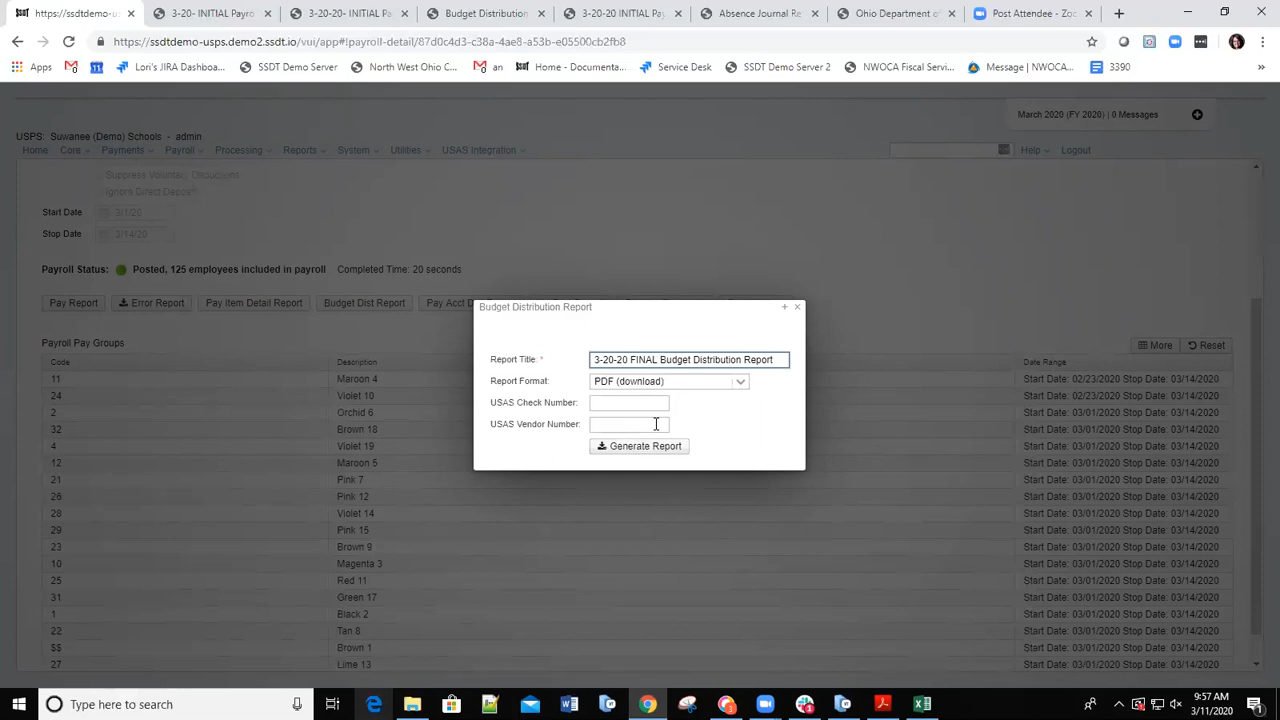 ssdtdemo-usps.demo2.ssdt.io/v
3-20- INITIAL Payro
3-20-20- INITIAL Pa
Budget Distribution
3-20-20 INITIAL Pay
Absence Journal Re
Ohio Department of
Post Attendee - Zoo
https://ssdtdemo-usps.demo2.ssdt.io/vui/app#!payroll-detail/87d0c4d3-c38a-4ae8-a53b-e05500cb2fb8
Apps
Lori's JIRA Dashboa...
SSDT Demo Server
North West Ohio C...
an
Home - Documenta...
Service Desk
SSDT Demo Server 2
NWOCA Fiscal Servi...
Message | NWOCA...
3390
»
March 2020 (FY 2020) | 0 Messages
USPS: Suwanee (Demo) Schools - admin
Home Core Payments Payroll Processing Reports System Utilities USAS Integration Help Logout
Suppress Voluntary Deductions
Ignore Direct Deposit
Start Date 3/1/20
Stop Date 3/14/20
Payroll Status: Posted, 125 employees included in payroll Completed Time: 20 seconds
Pay Report Error Report Pay Item Detail Report Budget Dist Report Pay Acct D
Payroll Pay Groups More Reset
Code Description Date Range
11 Maroon 4 Start Date: 02/23/2020 Stop Date: 03/14/2020
24 Violet 10 Start Date: 02/23/2020 Stop Date: 03/14/2020
2 Orchid 6 Start Date: 03/01/2020 Stop Date: 03/14/2020
32 Brown 18 Start Date: 03/01/2020 Stop Date: 03/14/2020
4 Violet 19 Start Date: 03/01/2020 Stop Date: 03/14/2020
12 Maroon 5 Start Date: 03/01/2020 Stop Date: 03/14/2020
21 Pink 7 Start Date: 03/01/2020 Stop Date: 03/14/2020
26 Pink 12 Start Date: 03/01/2020 Stop Date: 03/14/2020
28 Violet 14 Start Date: 03/01/2020 Stop Date: 03/14/2020
29 Pink 15 Start Date: 03/01/2020 Stop Date: 03/14/2020
23 Brown 9 Start Date: 03/01/2020 Stop Date: 03/14/2020
10 Magenta 3 Start Date: 03/01/2020 Stop Date: 03/14/2020
25 Red 11 Start Date: 03/01/2020 Stop Date: 03/14/2020
31 Green 17 Start Date: 03/01/2020 Stop Date: 03/14/2020
1 Black 2 Start Date: 03/01/2020 Stop Date: 03/14/2020
22 Tan 8 Start Date: 03/01/2020 Stop Date: 03/14/2020
$$ Brown 1 Start Date: 03/01/2020 Stop Date: 03/14/2020
27 Lime 13 Start Date: 03/01/2020 Stop Date: 03/14/2020
Budget Distribution Report
Report Title: * 3-20-20 FINAL Budget Distribution Report
Report Format: PDF (download)
USAS Check Number:
USAS Vendor Number:
Generate Report
Type here to search
9:57 AM
3/11/2020